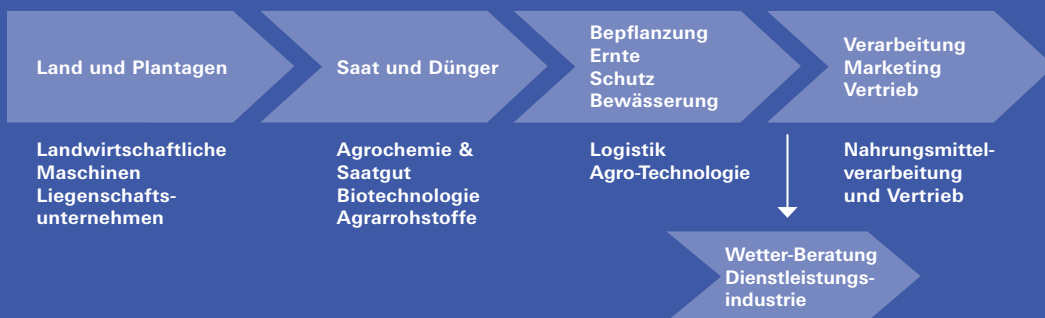 Land und Plantagen
Saat und Dünger
Bepflanzung
Ernte
Schutz
Bewässerung
Verarbeitung
Marketing
Vertrieb
Landwirtschaftliche
Maschinen
Liegenschafts-
unternehmen
Agrochemie &
Saatgut
Biotechnologie
Agrarrohstoffe
Logistik
Agro-Technologie
Nahrungsmittel-
verarbeitung
und Vertrieb
Wetter-Beratung
Dienstleistungs-
industrie